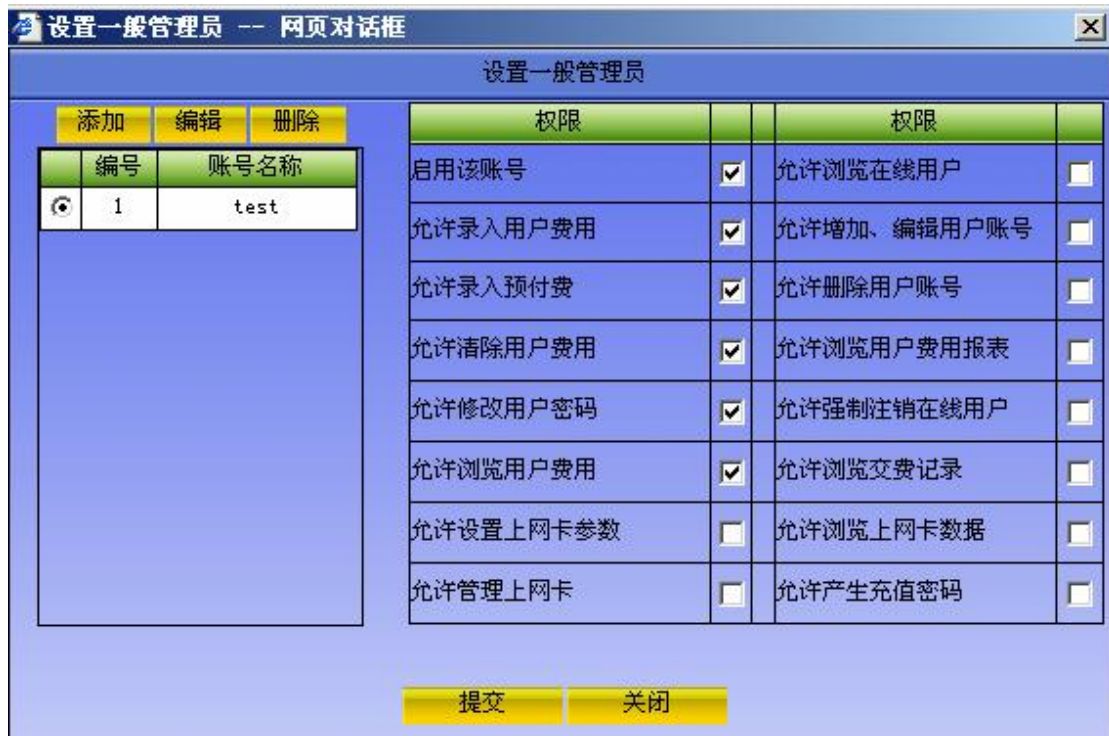 设置一般管理员 -- 网页对话框
设置一般管理员
添加 编辑 删除
编号 账号名称
1 test
权限 权限
启用该账号 允许浏览在线用户
允许录入用户费用 允许增加、编辑用户账号
允许录入预付费 允许删除用户账号
允许清除用户费用 允许浏览用户费用报表
允许修改用户密码 允许强制注销在线用户
允许浏览用户费用 允许浏览交费记录
允许设置上网卡参数 允许浏览上网卡数据
允许管理上网卡 允许产生充值密码
提交 关闭